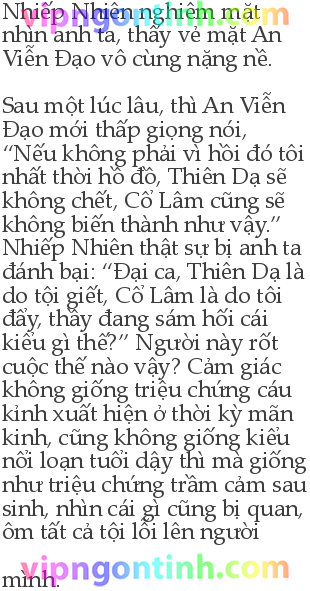 vipngontinh.com
Nhiếp Nhiên nghiêm mặt
nhìn anh ta, thấy vẻ mặt An
Viễn Đạo vô cùng nặng nề.
Sau một lúc lâu, thì An Viễn
Đạo mới thấp giọng nói,
“Nếu không phải vì hồi đó tôi
nhất thời hồ đồ, Thiên Dạ sẽ
không chết, Cổ Lâm cũng sẽ
không biến thành như vậy.”
Nhiếp Nhiên thật sự bị anh ta
đánh bại: “Đại ca, Thiên Dạ là
do tội giết, Cổ Lâm là do tôi
đẩy, thầy đang sám hối cái
kiểu gì thế?” Người này rốt
cuộc thế nào vậy? Cảm giác
không giống triệu chứng cáu
kỉnh xuất hiện ở thời kỳ mãn
kinh, cũng không giống kiểu
nổi loạn tuổi dậy thì mà giống
như triệu chứng trầm cảm sau
sinh, nhìn cái gì cũng bị quan,
ôm tất cả tội lỗi lên người
vipngontinh.com
mình.